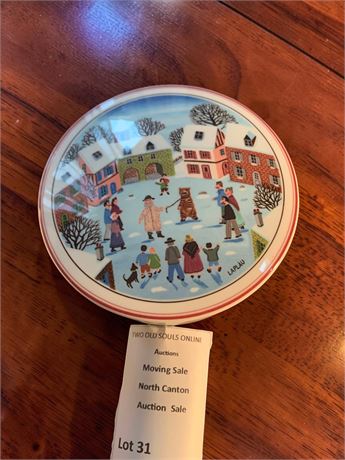 LAPLAU
TWO OLD SOULS ONLINE
Auctions
Moving Sale
North Canton
Auction Sale
Lot 31